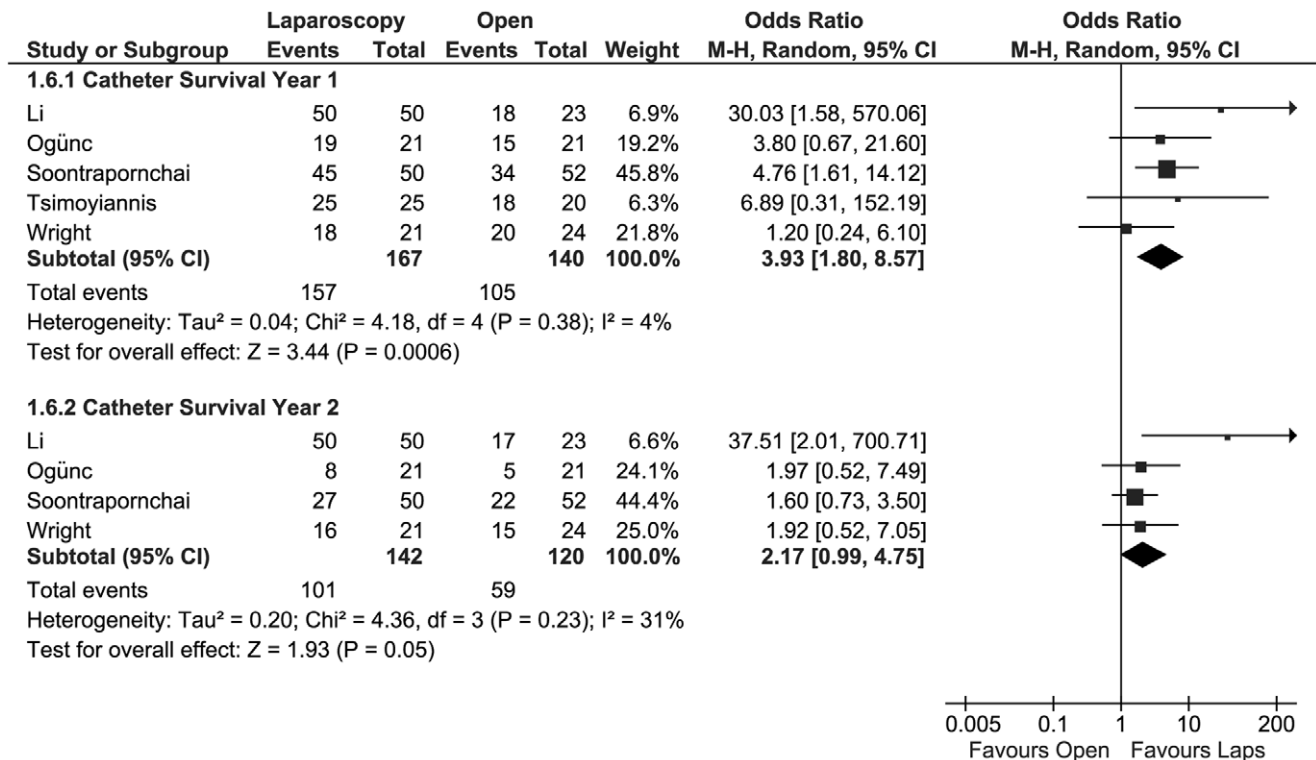 Laparoscopy Open Odds Ratio Odds Ratio
Study or Subgroup Events Total Events Total Weight M-H, Random, 95% CI M-H, Random, 95% CI
1.6.1 Catheter Survival Year 1
Li 50 50 18 23 6.9% 30.03 [1.58, 570.06]
Ogünc 19 21 15 21 19.2% 3.80 [0.67, 21.60]
Soontrapornchai 45 50 34 52 45.8% 4.76 [1.61, 14.12]
Tsimoyiannis 25 25 18 20 6.3% 6.89 [0.31, 152.19]
Wright 18 21 20 24 21.8% 1.20 [0.24, 6.10]
Subtotal (95% CI) 167 140 100.0% 3.93 [1.80, 8.57]
Total events 157 105
Heterogeneity: Tau² = 0.04; Chi² = 4.18, df = 4 (P = 0.38); I² = 4%
Test for overall effect: Z = 3.44 (P = 0.0006)
1.6.2 Catheter Survival Year 2
Li 50 50 17 23 6.6% 37.51 [2.01, 700.71]
Ogünc 8 21 5 21 24.1% 1.97 [0.52, 7.49]
Soontrapornchai 27 50 22 52 44.4% 1.60 [0.73, 3.50]
Wright 16 21 15 24 25.0% 1.92 [0.52, 7.05]
Subtotal (95% CI) 142 120 100.0% 2.17 [0.99, 4.75]
Total events 101 59
Heterogeneity: Tau² = 0.20; Chi² = 4.36, df = 3 (P = 0.23); I² = 31%
Test for overall effect: Z = 1.93 (P = 0.05)
0.005 0.1 1 10 200
Favours Open Favours Laps